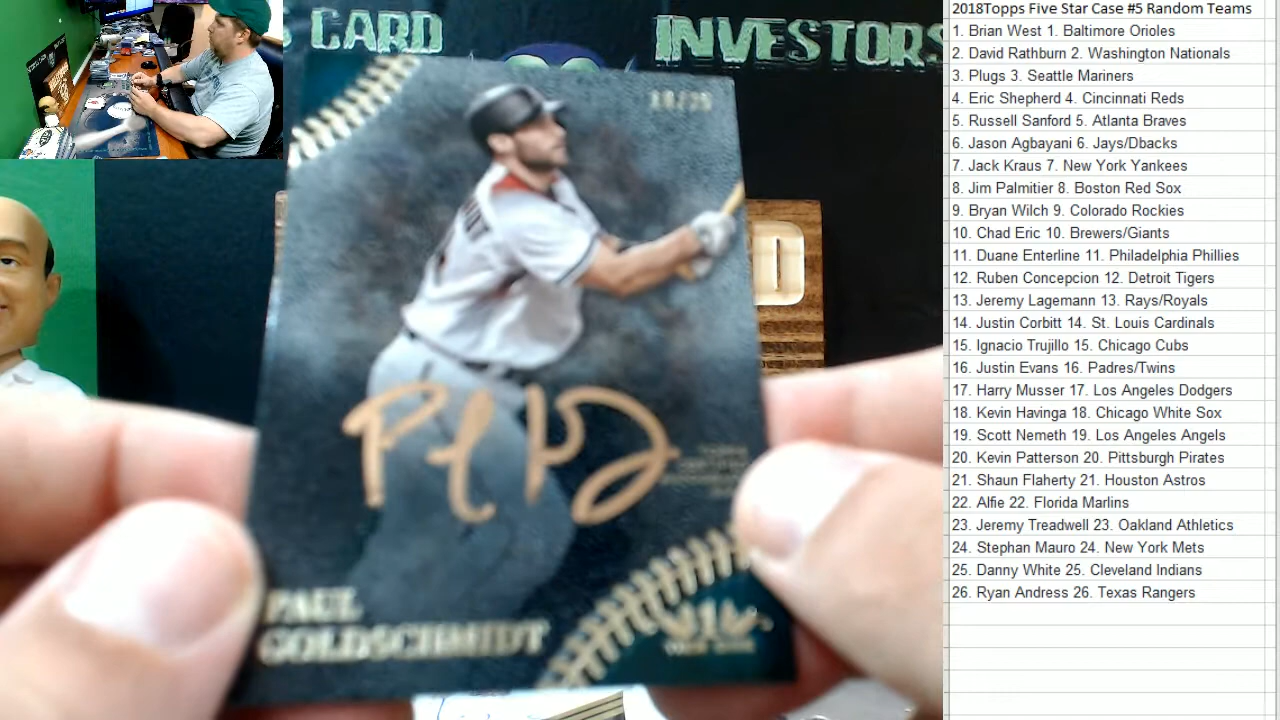 CARD INVESTORS
PAUL
GOLDSCHMIDT
2018Topps Five Star Case #5 Random Teams
1. Brian West 1. Baltimore Orioles
2. David Rathburn 2. Washington Nationals
3. Plugs 3. Seattle Mariners
4. Eric Shepherd 4. Cincinnati Reds
5. Russell Sanford 5. Atlanta Braves
6. Jason Agbayani 6. Jays/Dbacks
7. Jack Kraus 7. New York Yankees
8. Jim Palmitier 8. Boston Red Sox
9. Bryan Wilch 9. Colorado Rockies
10. Chad Eric 10. Brewers/Giants
11. Duane Enterline 11. Philadelphia Phillies
12. Ruben Concepcion 12. Detroit Tigers
13. Jeremy Lagemann 13. Rays/Royals
14. Justin Corbitt 14. St. Louis Cardinals
15. Ignacio Trujillo 15. Chicago Cubs
16. Justin Evans 16. Padres/Twins
17. Harry Musser 17. Los Angeles Dodgers
18. Kevin Havinga 18. Chicago White Sox
19. Scott Nemeth 19. Los Angeles Angels
20. Kevin Patterson 20. Pittsburgh Pirates
21. Shaun Flaherty 21. Houston Astros
22. Alfie 22. Florida Marlins
23. Jeremy Treadwell 23. Oakland Athletics
24. Stephan Mauro 24. New York Mets
25. Danny White 25. Cleveland Indians
26. Ryan Andress 26. Texas Rangers